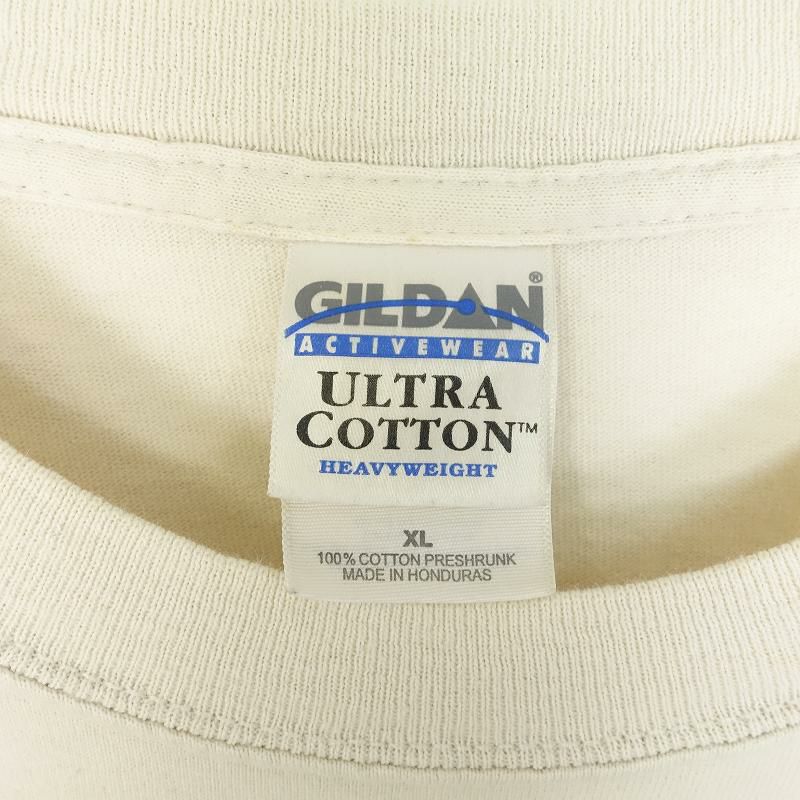 GILDAN®
ACTIVEWEAR
ULTRA
COTTON™
HEAVYWEIGHT
XL
100% COTTON PRESHRUNK
MADE IN HONDURAS